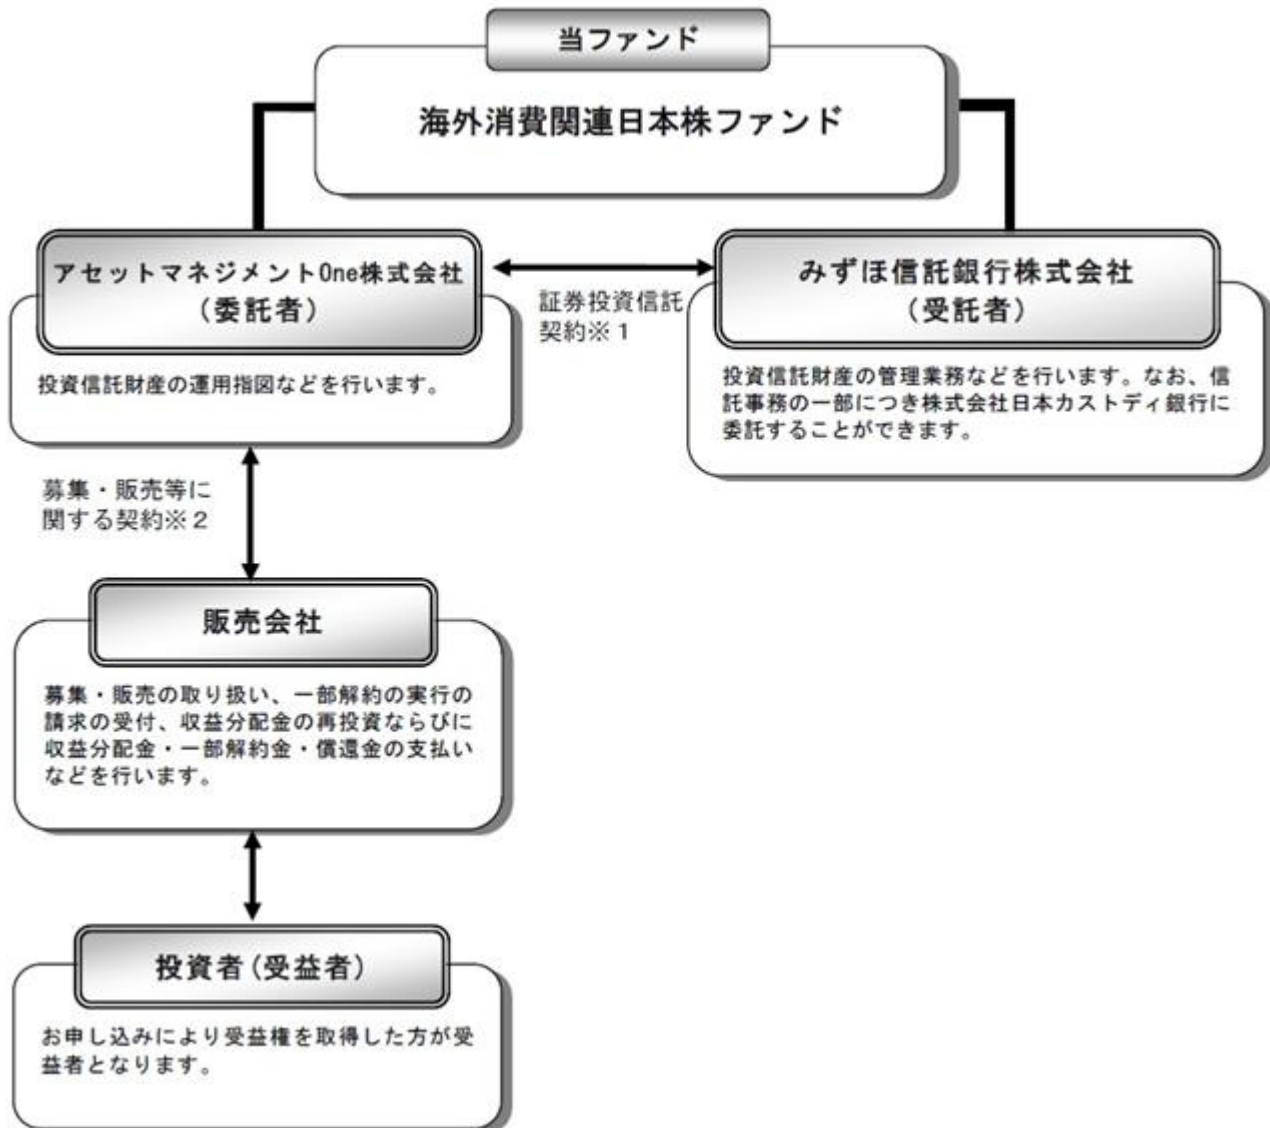 当ファンド
海外消費関連日本株ファンド
アセットマネジメントOne株式会社
（委託者）
投資信託財産の運用指図などを行います。
証券投資信託
契約※１
みずほ信託銀行株式会社
（受託者）
投資信託財産の管理業務などを行います。なお、信
託事務の一部につき株式会社日本カストディ銀行に
委託することができます。
募集・販売等に
関する契約※２
販売会社
募集・販売の取り扱い、一部解約の実行の
請求の受付、収益分配金の再投資ならびに
収益分配金・一部解約金・償還金の支払い
などを行います。
投資者(受益者)
お申し込みにより受益権を取得した方が受
益者となります。